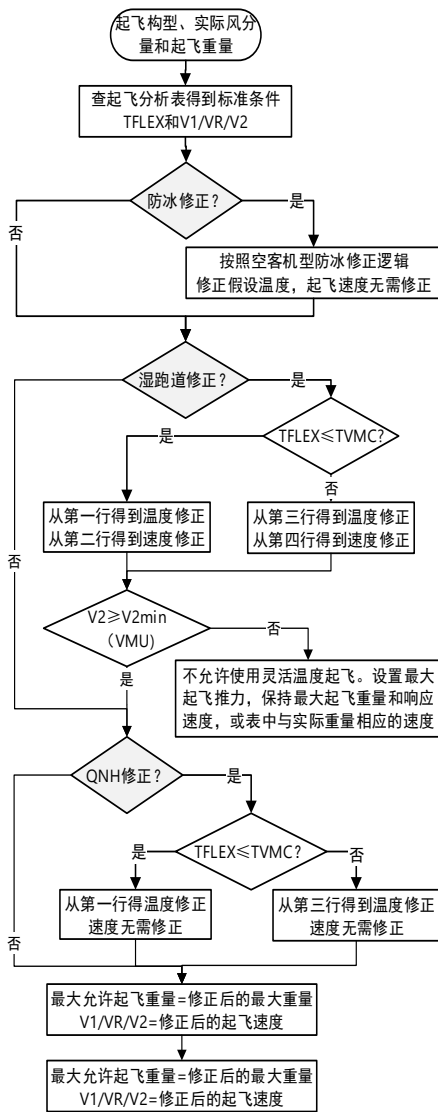 起飞构型、实际风分
量和起飞重量
查起飞分析表得到标准条件
TFLEX和V1/VR/V2
防冰修正？
是
否
按照空客机型防冰修正逻辑
修正假设温度，起飞速度无需修正
湿跑道修正？
是
TFLEX≤TVMC?
是
否
从第一行得到温度修正
从第二行得到速度修正
从第三行得到温度修正
从第四行得到速度修正
否
V2≥V2min
（VMU)
否
是
不允许使用灵活温度起飞。设置最大
起飞推力，保持最大起飞重量和响应
速度，或表中与实际重量相应的速度
QNH修正？
是
TFLEX≤TVMC?
是
否
从第一行得温度修正
速度无需修正
从第三行得到温度修正
速度无需修正
否
最大允许起飞重量=修正后的最大重量
V1/VR/V2=修正后的起飞速度
最大允许起飞重量=修正后的最大重量
V1/VR/V2=修正后的起飞速度